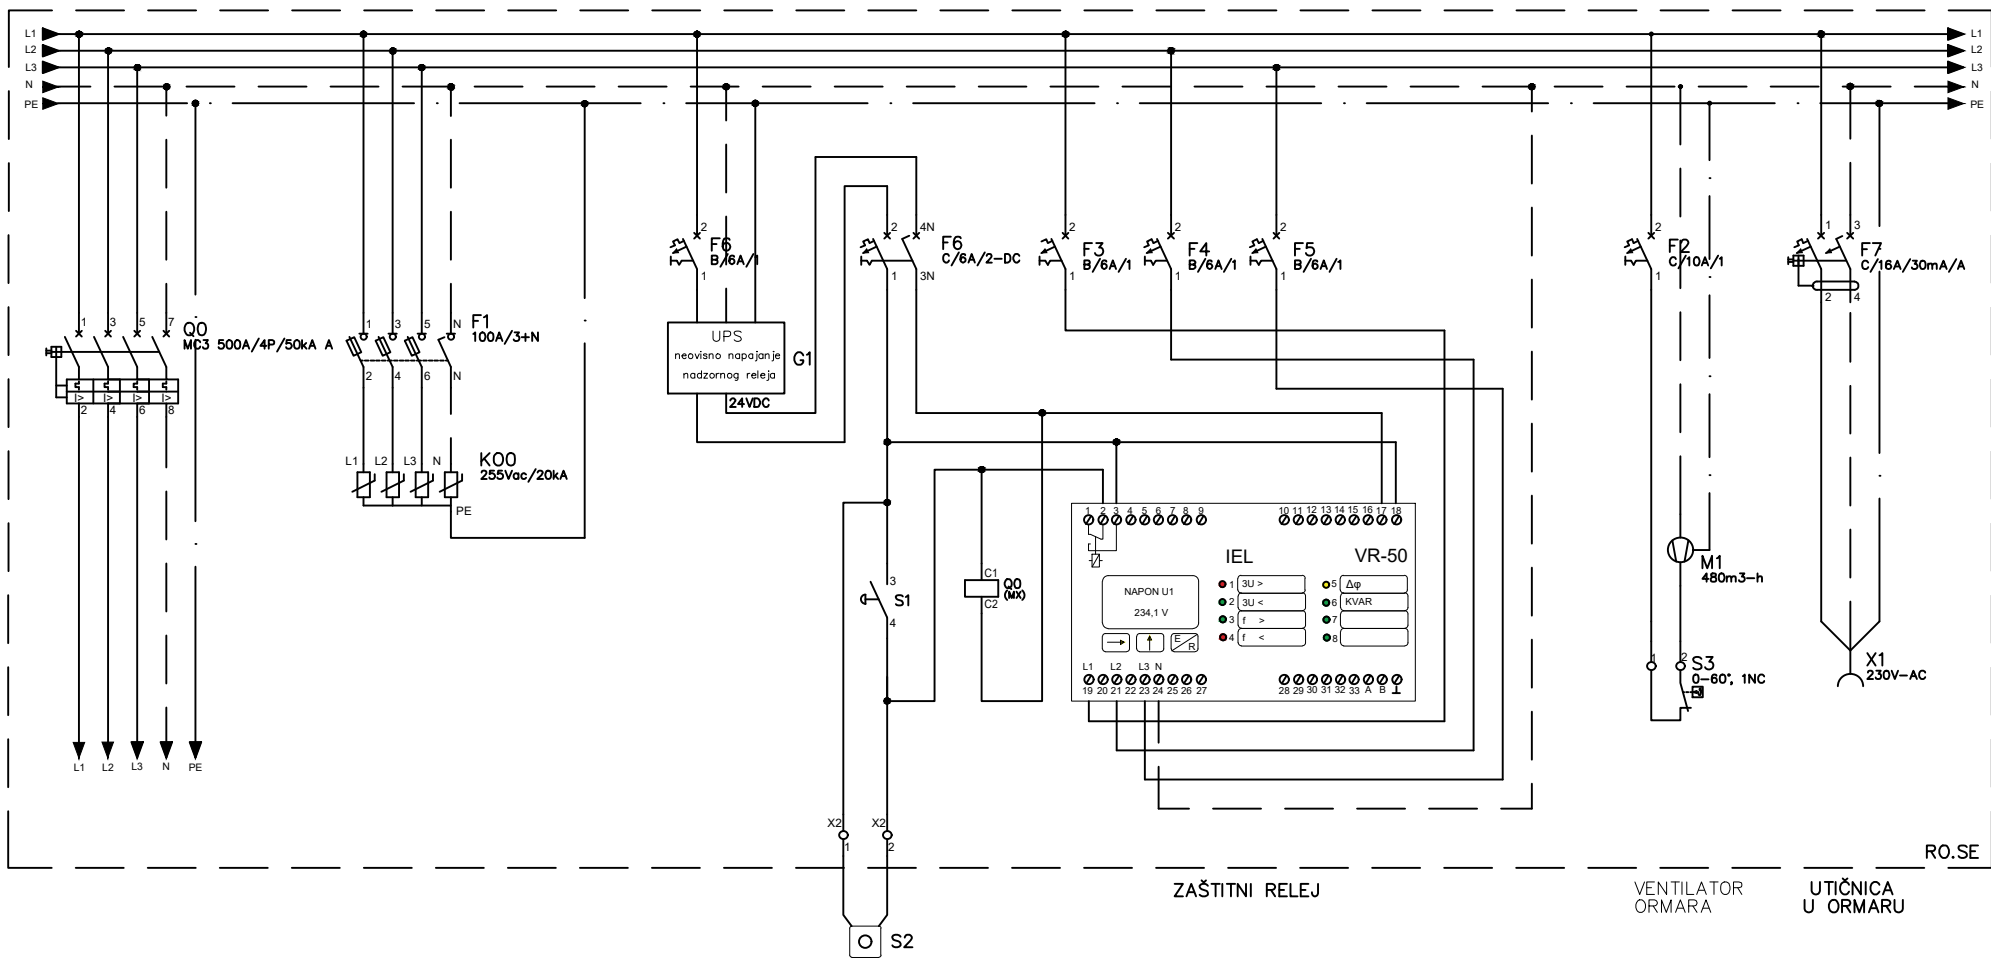 L1
L2
L3
N
PE
L1
L2
L3
N
PE
1
3
5
7
Q0
MC3 500A/4P/50kA A
I>
I>
I>
I>
2
4
6
8
L1
L2
L3
N
PE
1
3
5
N
F1
100A/3+N
2
4
6
N
L1
L2
L3
N
K00
255Vac/20kA
PE
2
F6
B/6A/1
1
UPS
neovisno napajanje
nadzornog releja
G1
24VDC
2
4N
F6
C/6A/2-DC
1
3N
3
S1
4
C1
Q0
(MX)
C2
X2
X2
1
2
S2
2
F3
B/6A/1
1
2
F4
B/6A/1
1
2
F5
B/6A/1
1
1 2 3 4 5 6 7 8 9
10 11 12 13 14 15 16 17 18
IEL
VR-50
NAPON U1
234,1 V
E
R
1 3U >
2 3U <
3 f >
4 f <
5 Δφ
6 KVAR
7
8
L1 L2 L3 N
19 20 21 22 23 24 25 26 27
28 29 30 31 32 33 A B
2
F2
C/10A/1
1
M1
480m3-h
1
2
S3
0-60°, 1NC
1
3
F7
C/16A/30mA/A
2
4
X1
230V-AC
RO.SE
ZAŠTITNI RELEJ
VENTILATOR
ORMARA
UTIČNICA
U ORMARU